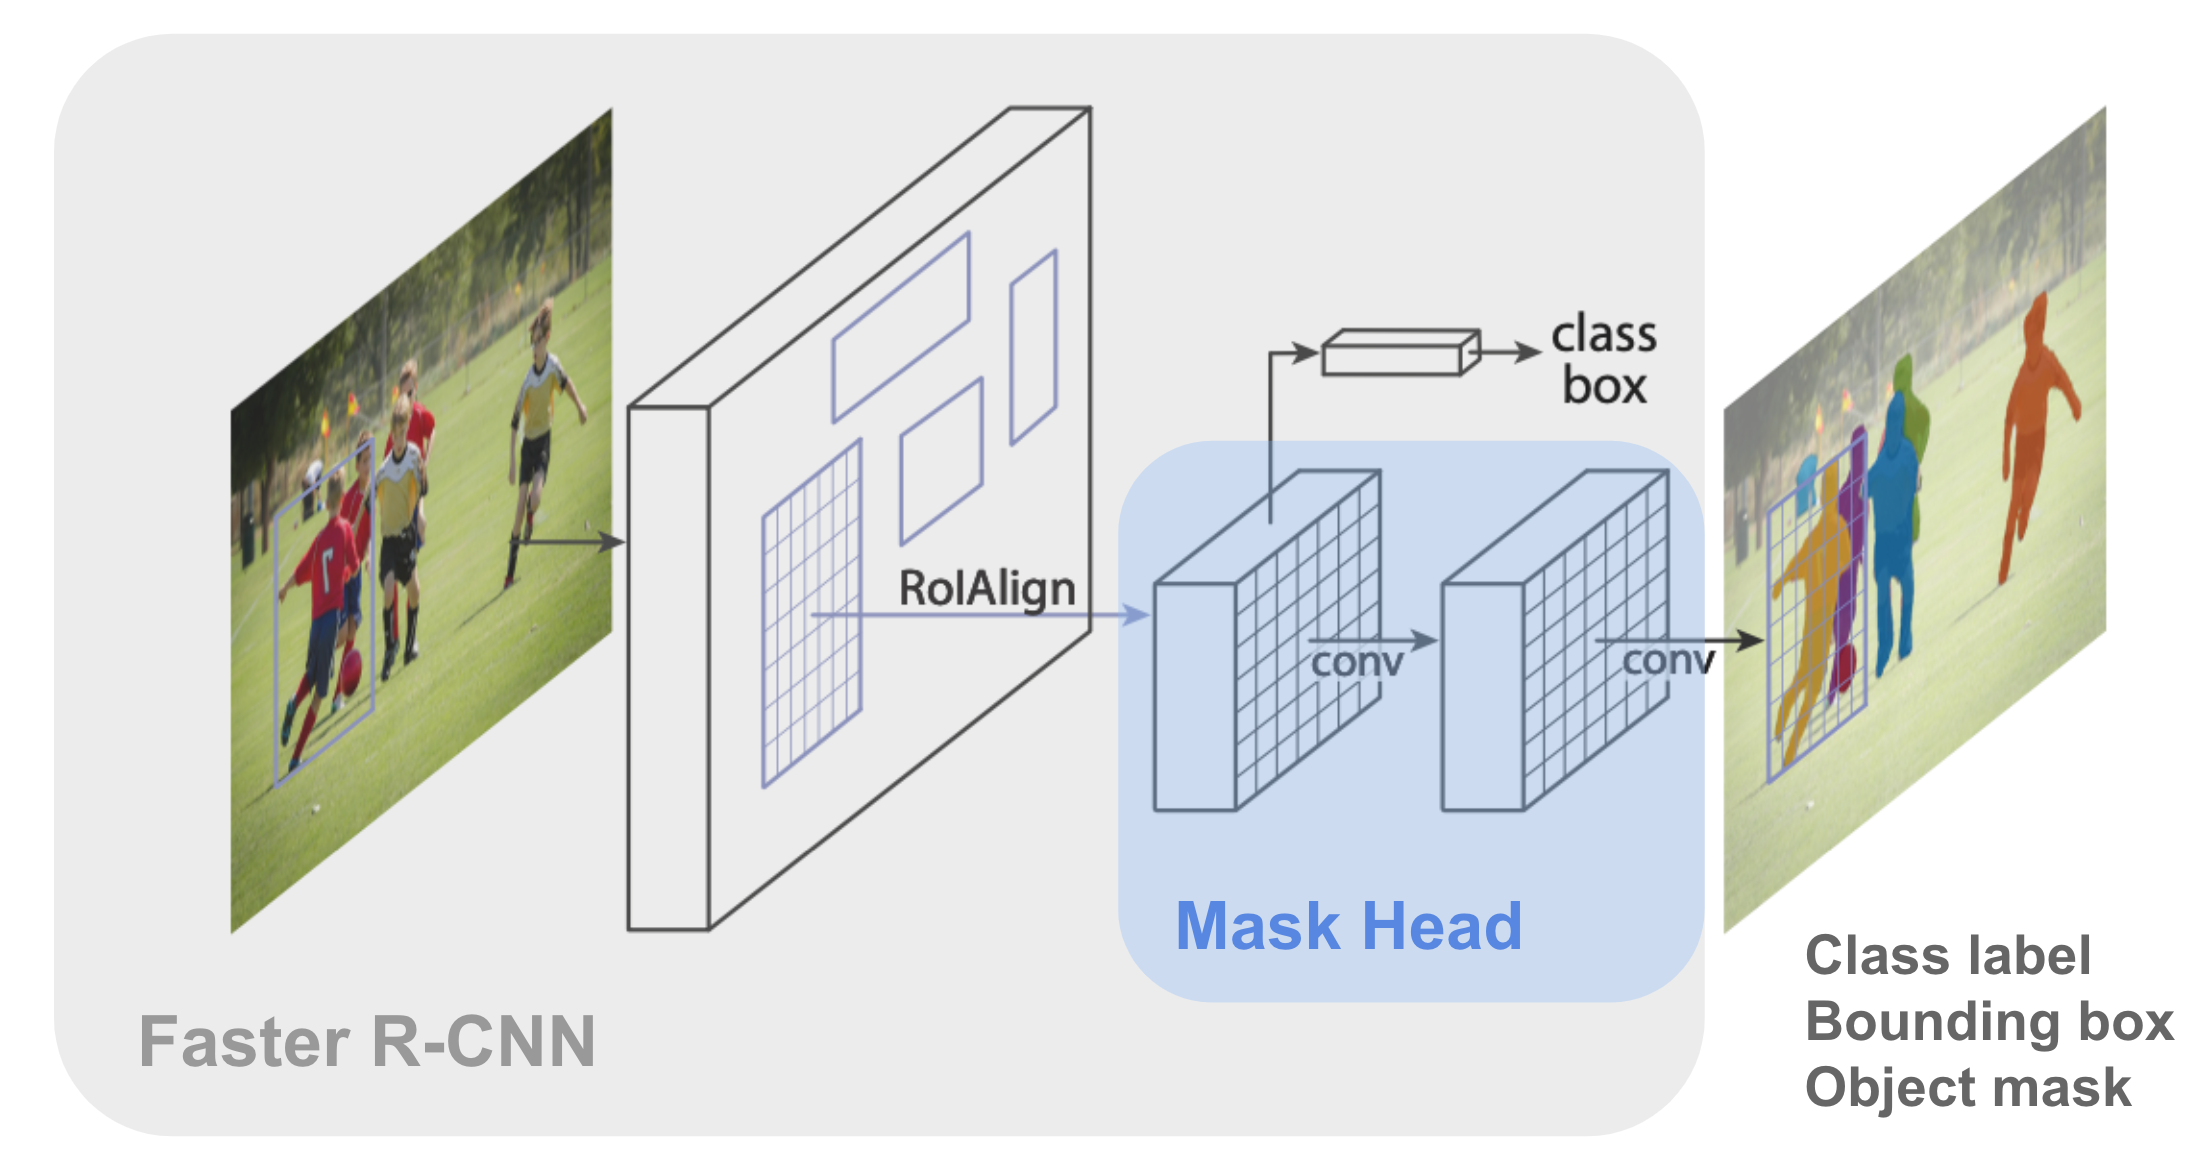 class
box
RoIAlign
conv
conv
Mask Head
Faster R-CNN
Class label
Bounding box
Object mask